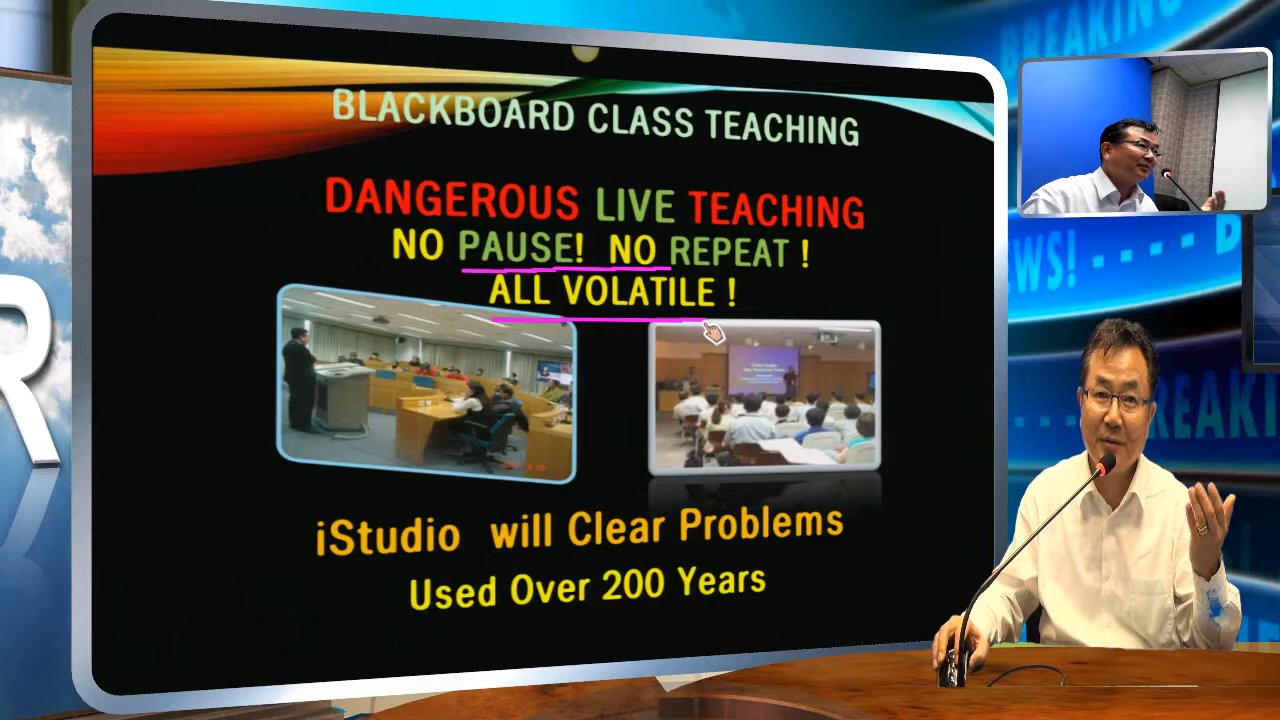 BREAKING
BLACKBOARD CLASS TEACHING
DANGEROUS LIVE TEACHING
NO PAUSE! NO REPEAT !
ALL VOLATILE !
iStudio will Clear Problems
Used Over 200 Years
R
WS!